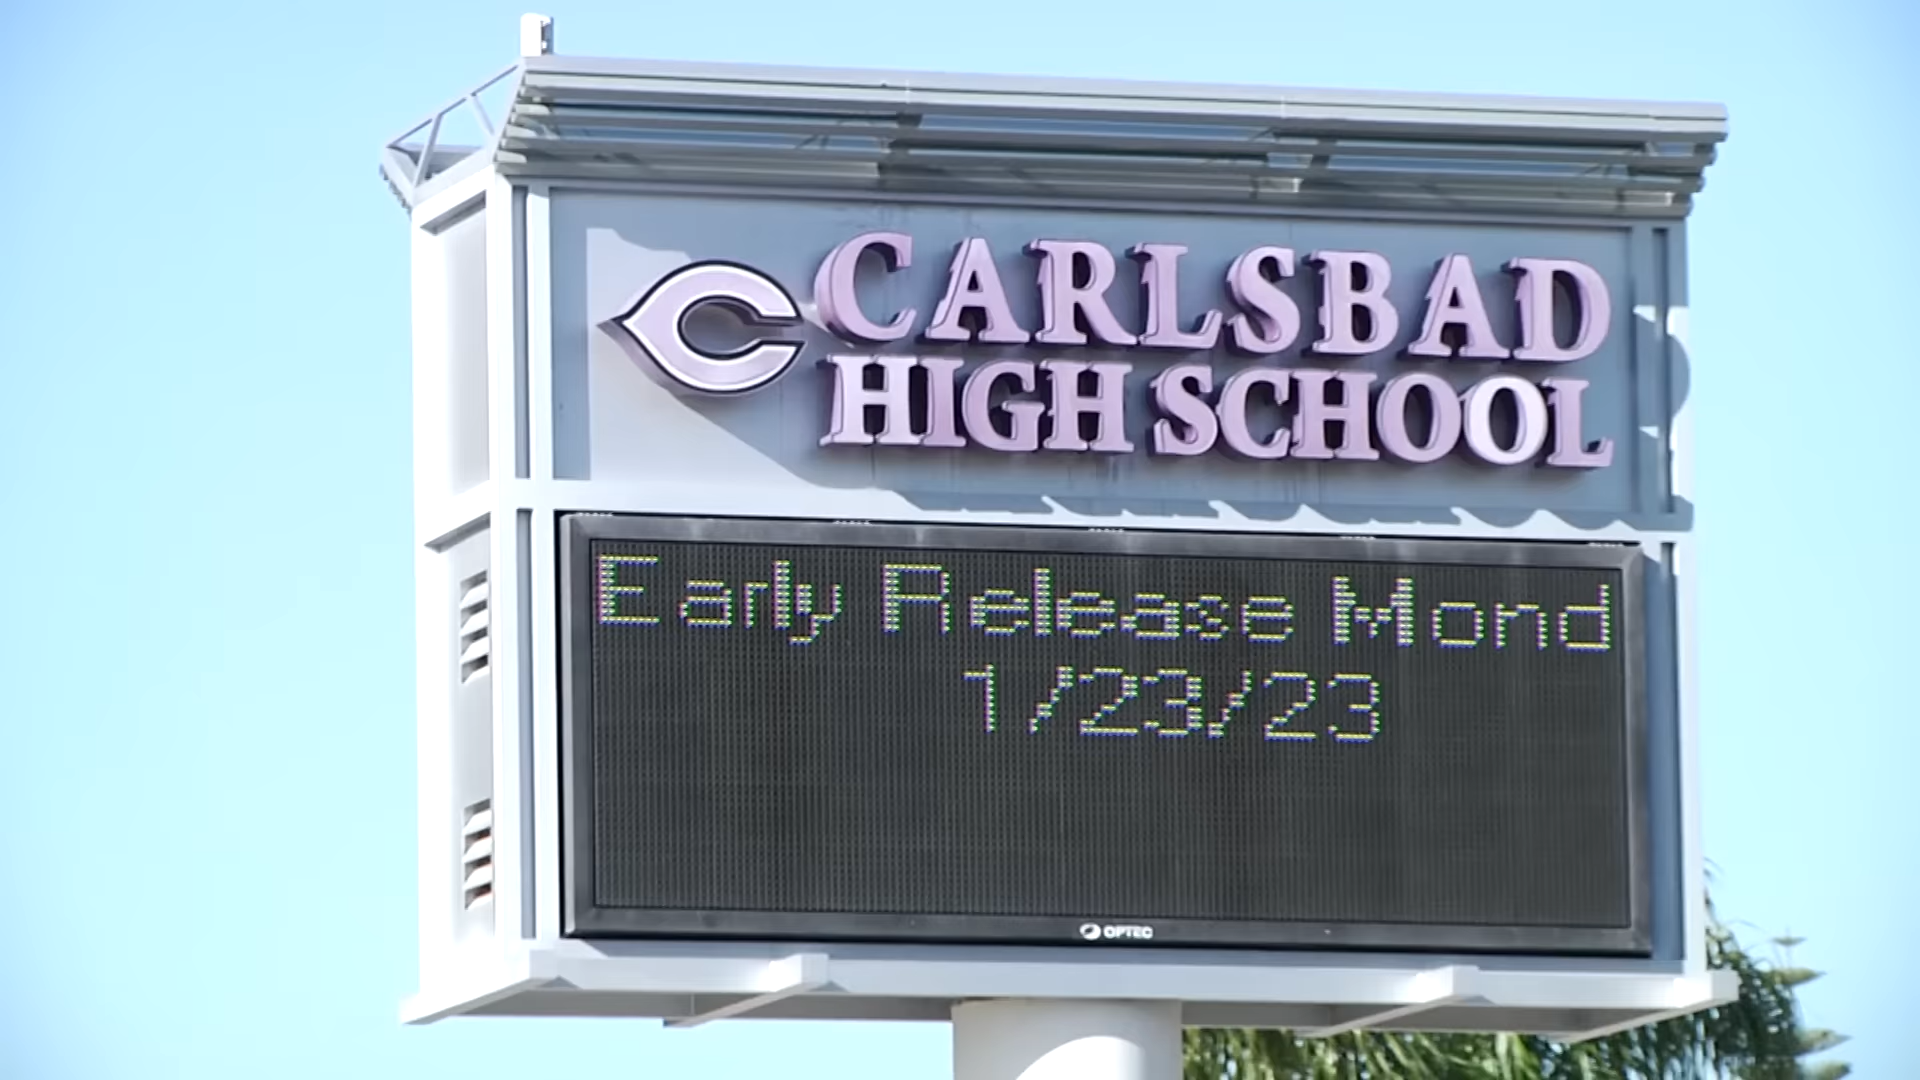 C CARLSBAD
HIGH SCHOOL
Early Release Mond
1/23/23
OPTEC